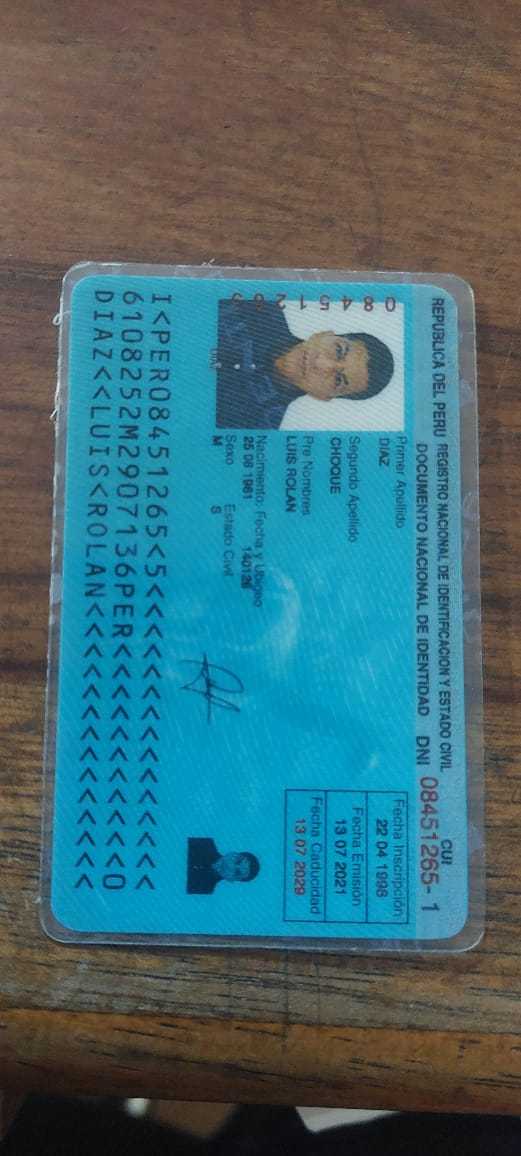 REPUBLICA DEL PERU REGISTRO NACIONAL DE IDENTIFICACION Y ESTADO CIVIL
DOCUMENTO NACIONAL DE IDENTIDAD DNI 08451265 - 1
CUI
Primer Apellido
DIAZ
Segundo Apellido
CHOQUE
Pre Nombres
LUIS ROLAN
Nacimiento: Fecha y Ubigeo
25 08 1961 140126
Sexo Estado Civil
M S
Fecha Inscripción
22 04 1998
Fecha Emisión
13 07 2021
Fecha Caducidad
13 07 2029
I<PER08451265<5<<<<<<<<<<<<<<<
6108252M2907136PER<<<<<<<<<<<0
DIAZ<<LUIS<ROLAN<<<<<<<<<<<<<<